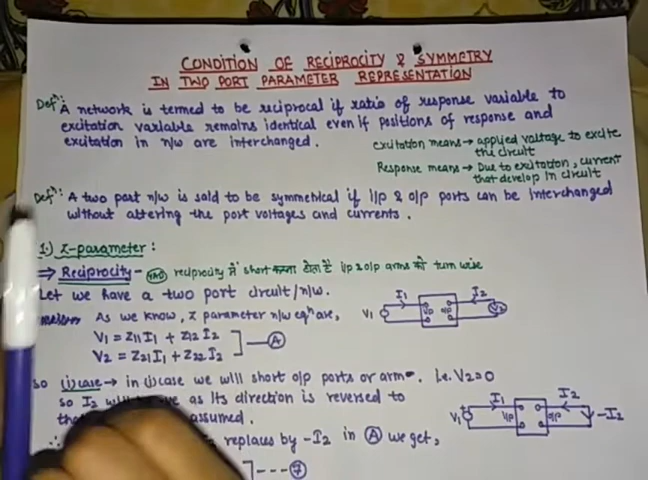 CONDITION OF RECIPROCITY & SYMMETRY
IN TWO PORT PARAMETER REPRESENTATION
Defⁿ: A network is termed to be reciprocal if ratio of response variable to
excitation variable remains identical even if positions of response and
excitation in n/w are interchanged.
excitation means → applied voltage to excite
the circuit
Response means → Due to excitation, current
that develop in circuit
Defⁿ: A two port n/w is said to be symmetrical if i/p & o/p ports can be interchanged
without altering the port voltages and currents.
1.) Z-parameter:
⇒ Reciprocity - reciprocity में short करना होता है i/p & o/p arms को turn wise
Let we have a two port circuit/n/w.
As we know, z parameter n/w eqⁿ are,
V₁ = Z₁₁ I₁ + Z₁₂ I₂
V₂ = Z₂₁ I₁ + Z₂₂ I₂ — A
I₁ I₂
V₁ i/p o/p V₂
So (i) case → in (i) case we will short o/p ports or arm. i.e. V₂=0
So I₂ will as its direction is reversed to
assumed.
∴ replaces by -I₂ in A we get,
I₁ I₂
V₁ i/p o/p -I₂
---